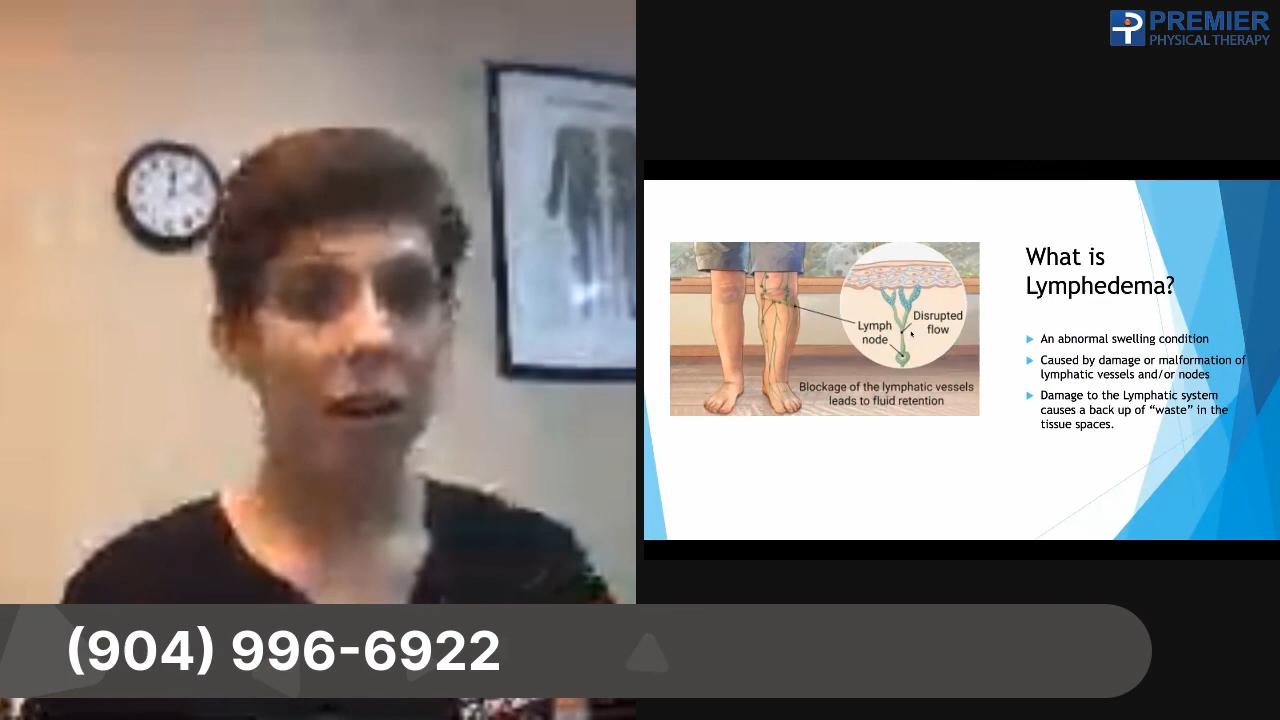 PREMIER
PHYSICAL THERAPY
What is
Lymphedema?
Lymph
node
Disrupted
flow
Blockage of the lymphatic vessels
leads to fluid retention
An abnormal swelling condition
Caused by damage or malformation of
lymphatic vessels and/or nodes
Damage to the Lymphatic system
causes a back up of “waste” in the
tissue spaces.
(904) 996-6922